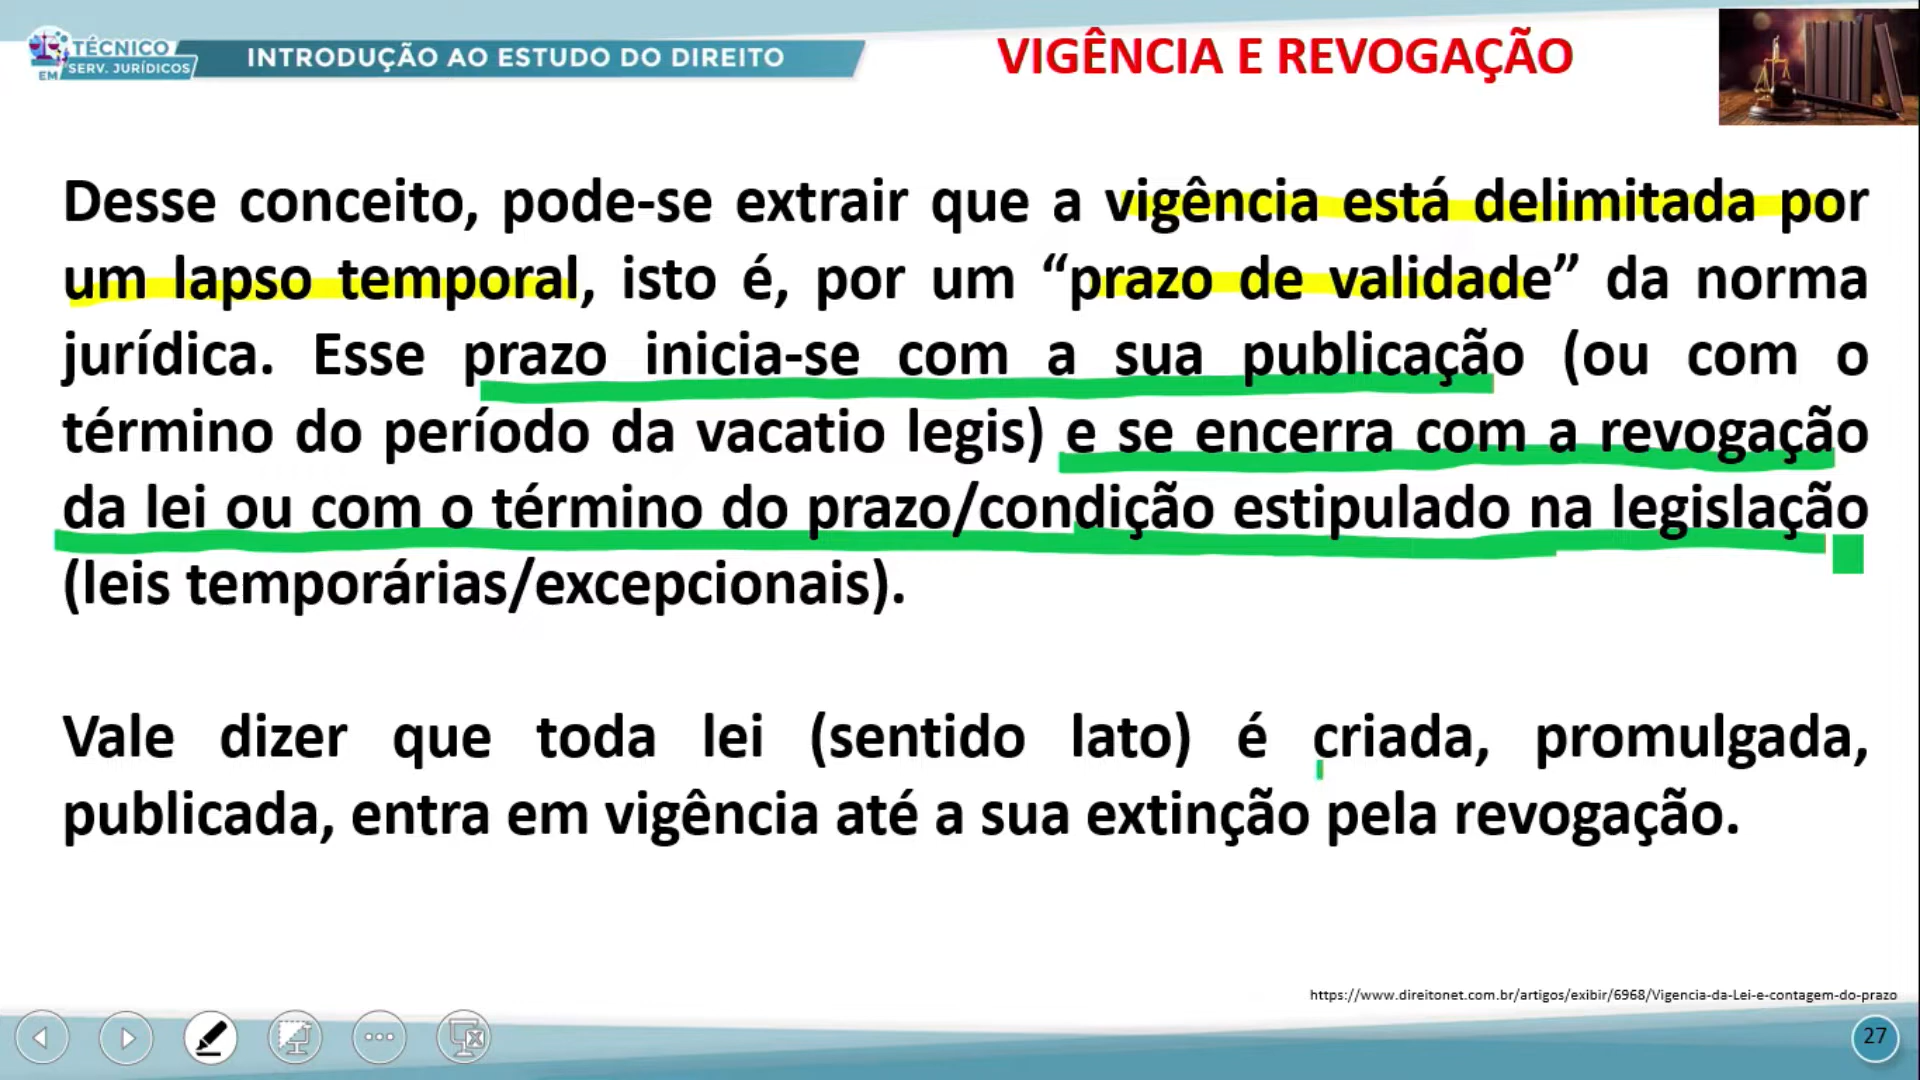 TÉCNICO
EM SERV. JURÍDICOS
INTRODUÇÃO AO ESTUDO DO DIREITO
VIGÊNCIA E REVOGAÇÃO
Desse conceito, pode-se extrair que a vigência está delimitada por
um lapso temporal, isto é, por um “prazo de validade” da norma
jurídica. Esse prazo inicia-se com a sua publicação (ou com o
término do período da vacatio legis) e se encerra com a revogação
da lei ou com o término do prazo/condição estipulado na legislação
(leis temporárias/excepcionais).
Vale dizer que toda lei (sentido lato) é criada, promulgada,
publicada, entra em vigência até a sua extinção pela revogação.
https://www.direitonet.com.br/artigos/exibir/6968/Vigencia-da-Lei-e-contagem-do-prazo
27